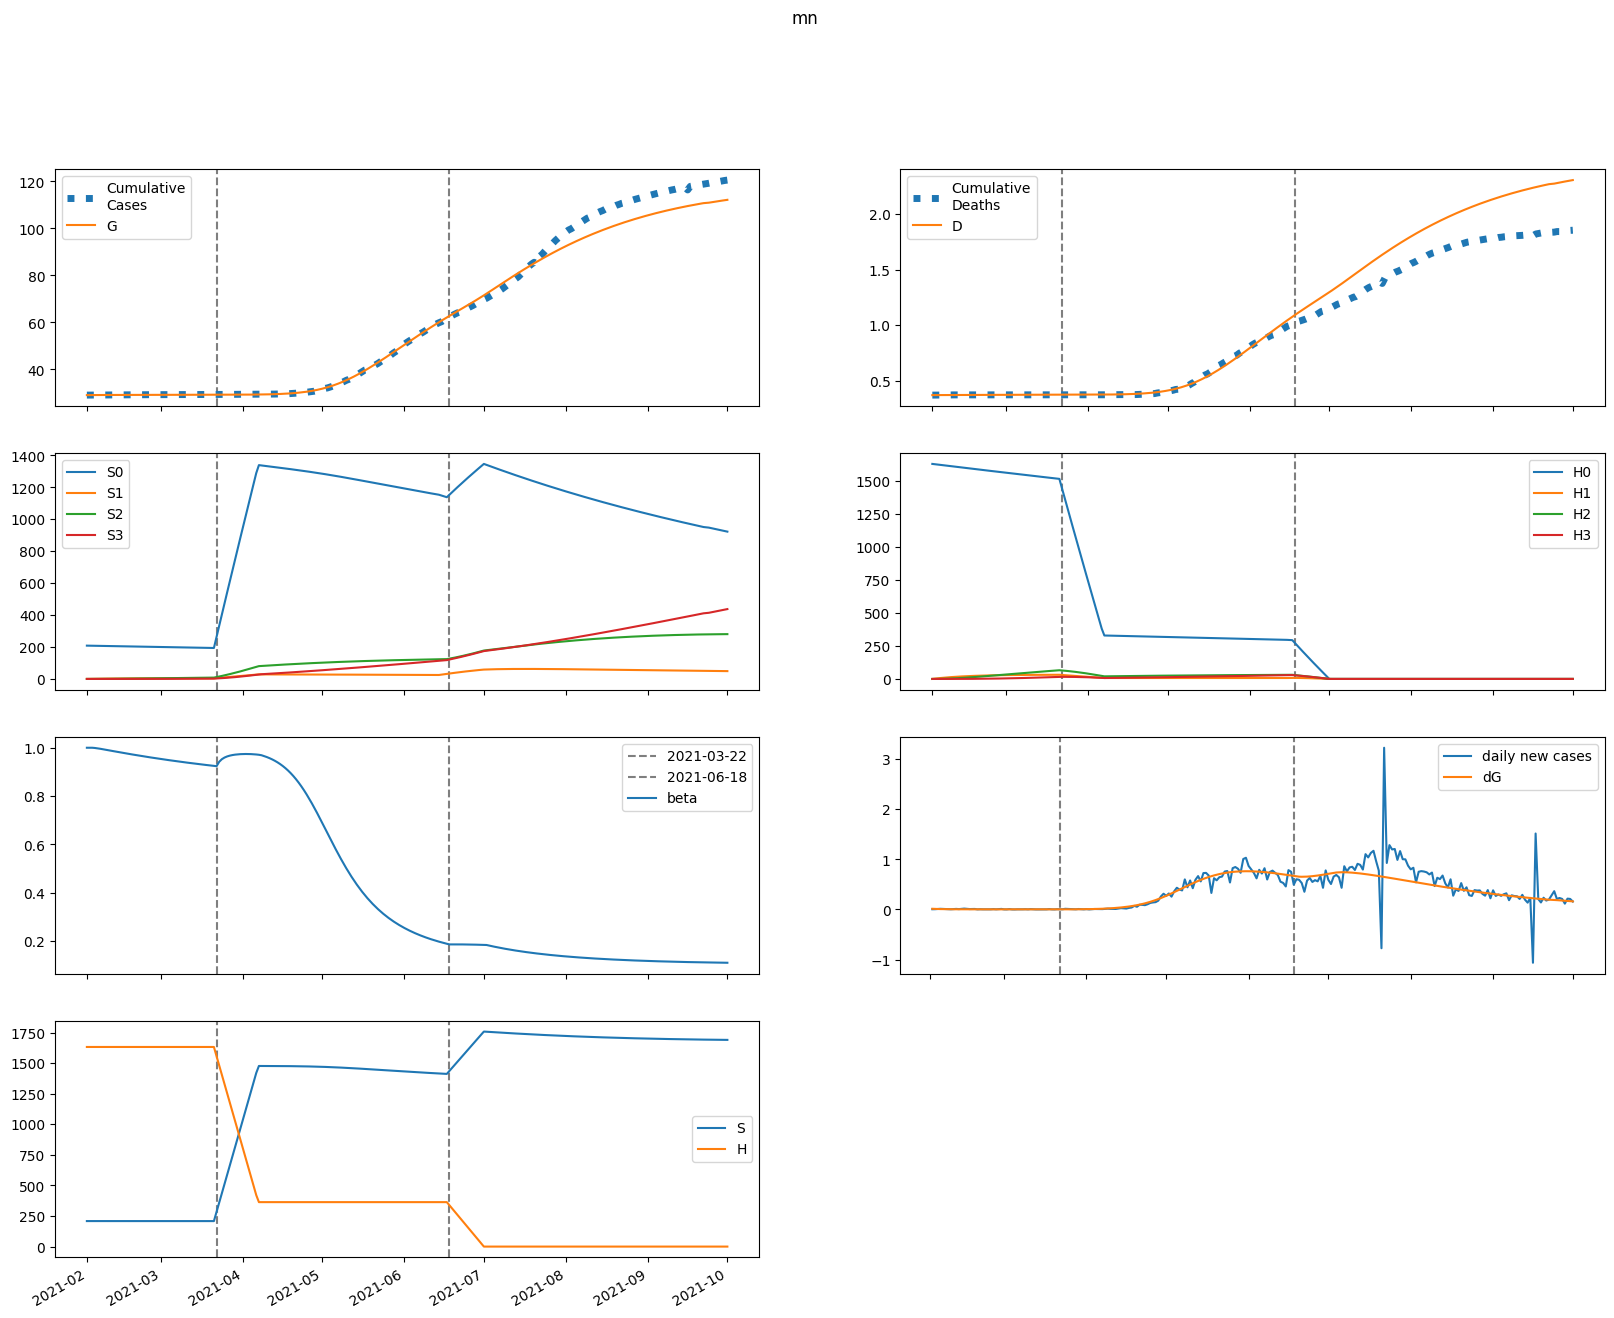 mn
120
100
80
60
40
Cumulative
Cases
G
2.0
1.5
1.0
0.5
Cumulative
Deaths
D
1400
1200
1000
800
600
400
200
0
S0
S1
S2
S3
1500
1250
1000
750
500
250
0
H0
H1
H2
H3
1.0
0.8
0.6
0.4
0.2
2021-03-22
2021-06-18
beta
3
2
1
0
−1
daily new cases
dG
1750
1500
1250
1000
750
500
250
0
S
H
2021-02
2021-03
2021-04
2021-05
2021-06
2021-07
2021-08
2021-09
2021-10